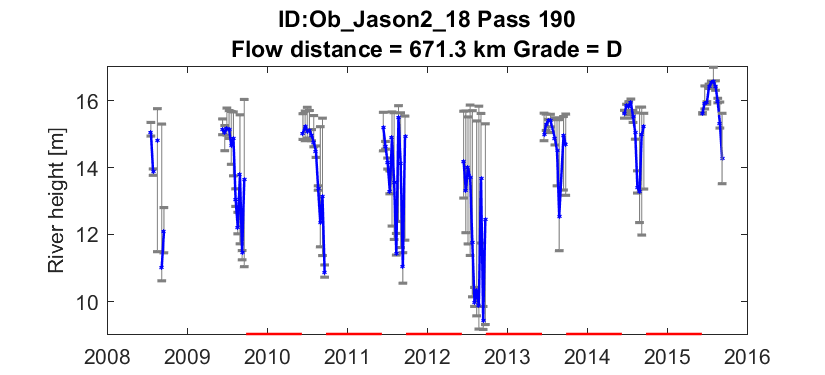 ID:Ob_Jason2_18 Pass 190
Flow distance = 671.3 km Grade = D
River height [m]
16
14
12
10
2008 2009 2010 2011 2012 2013 2014 2015 2016